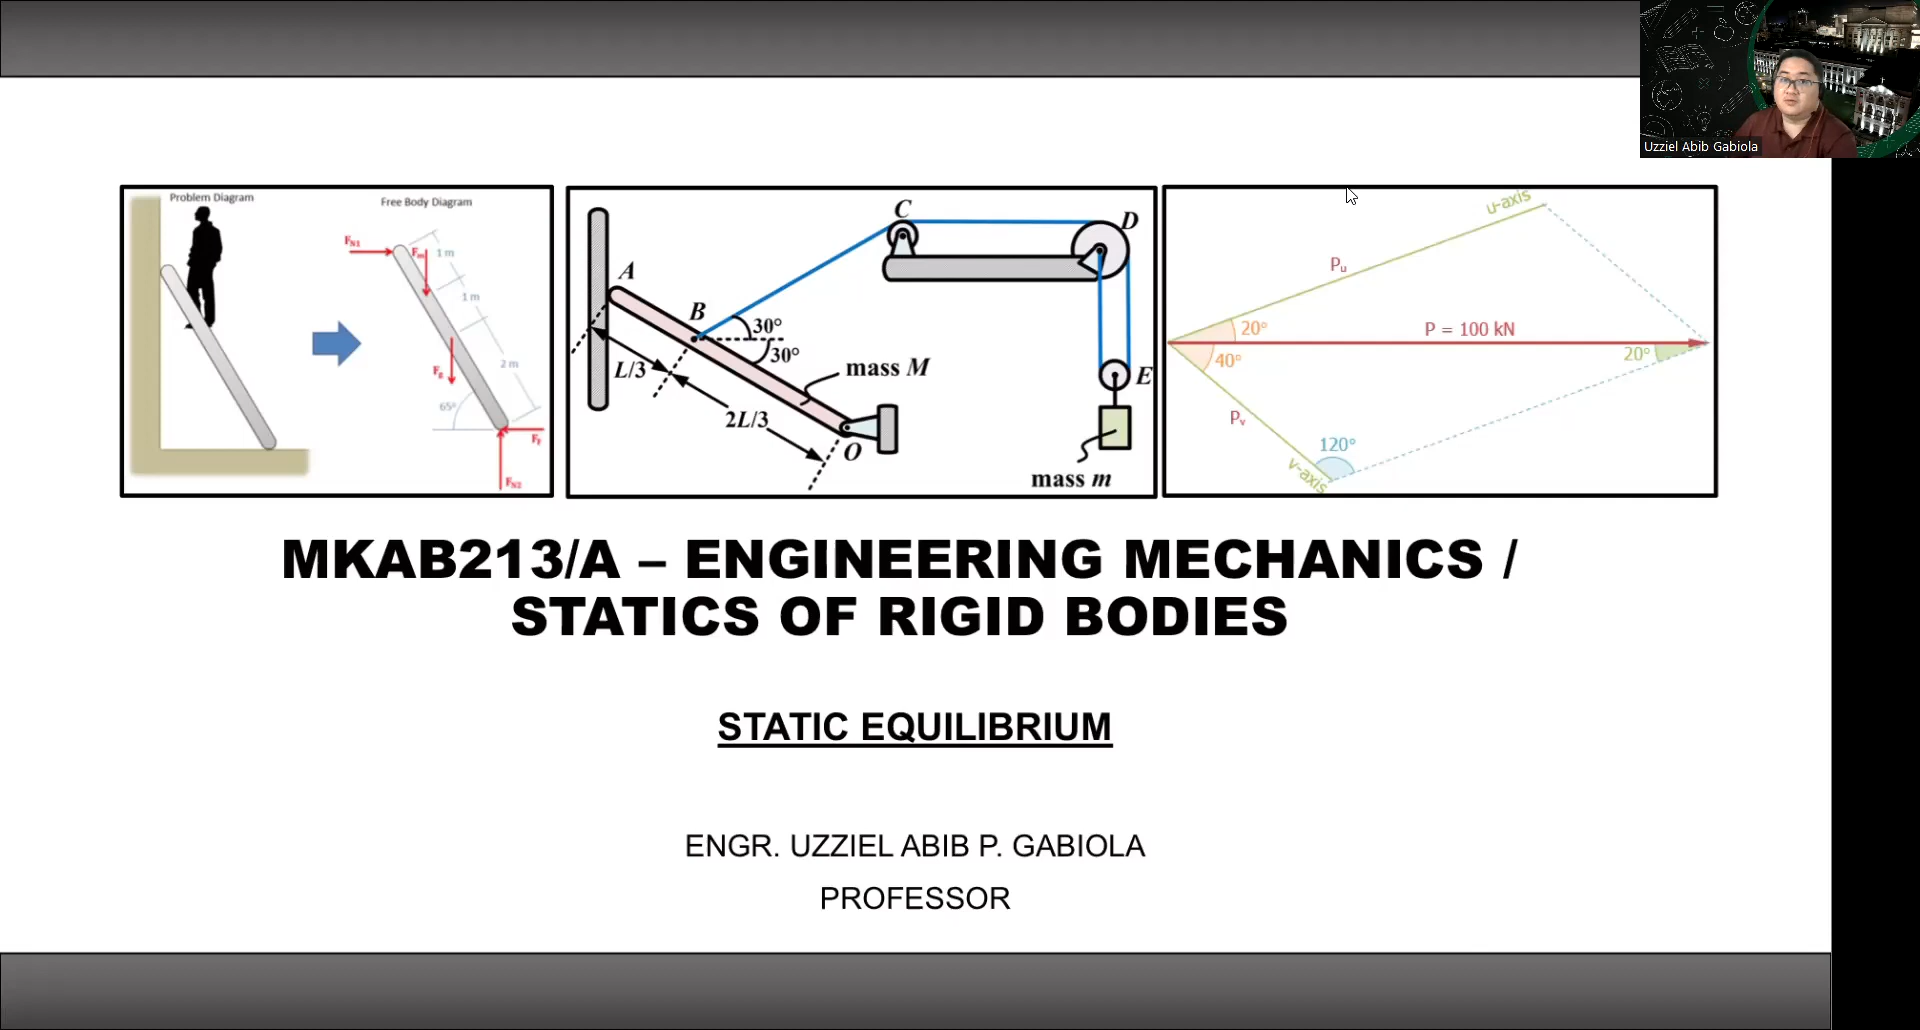 Uzziel Abib Gabiola
Problem Diagram
Free Body Diagram
F_N1
F_m
1 m
1 m
2 m
F_g
65°
F_f
F_N2
A
B
C
D
30°
30°
L/3
mass M
E
2L/3
O
mass m
u-axis
P_u
20°
P = 100 kN
40°
20°
P_v
120°
v-axis
MKAB213/A – ENGINEERING MECHANICS /
STATICS OF RIGID BODIES
STATIC EQUILIBRIUM
ENGR. UZZIEL ABIB P. GABIOLA
PROFESSOR